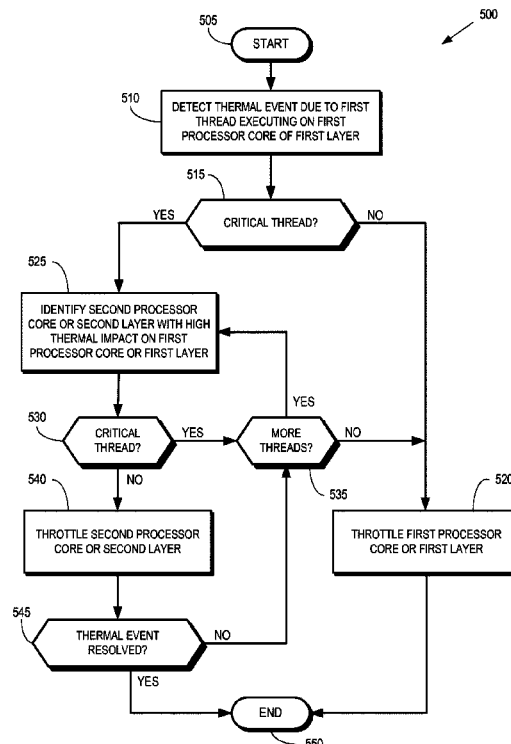 500
505
START
510
DETECT THERMAL EVENT DUE TO FIRST
THREAD EXECUTING ON FIRST
PROCESSOR CORE OF FIRST LAYER
515
YES
CRITICAL THREAD?
NO
525
IDENTIFY SECOND PROCESSOR
CORE OR SECOND LAYER WITH HIGH
THERMAL IMPACT ON FIRST
PROCESSOR CORE OR FIRST LAYER
YES
530
CRITICAL
THREAD?
YES
MORE
THREADS?
NO
535
NO
540
THROTTLE SECOND PROCESSOR
CORE OR SECOND LAYER
520
THROTTLE FIRST PROCESSOR
CORE OR FIRST LAYER
545
THERMAL EVENT
RESOLVED?
NO
YES
END
550